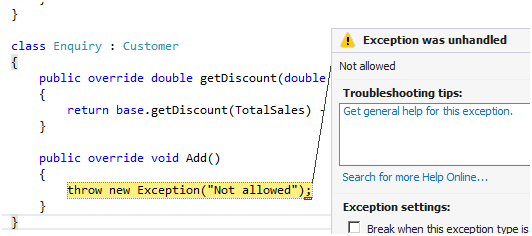 }
}
class Enquiry : Customer
{
public override double getDiscount(double
{
return base.getDiscount(TotalSales) -
}
public override void Add()
{
throw new Exception("Not allowed");
}
}
Exception was unhandled
Not allowed
Troubleshooting tips:
Get general help for this exception.
Search for more Help Online...
Exception settings:
Break when this exception type is